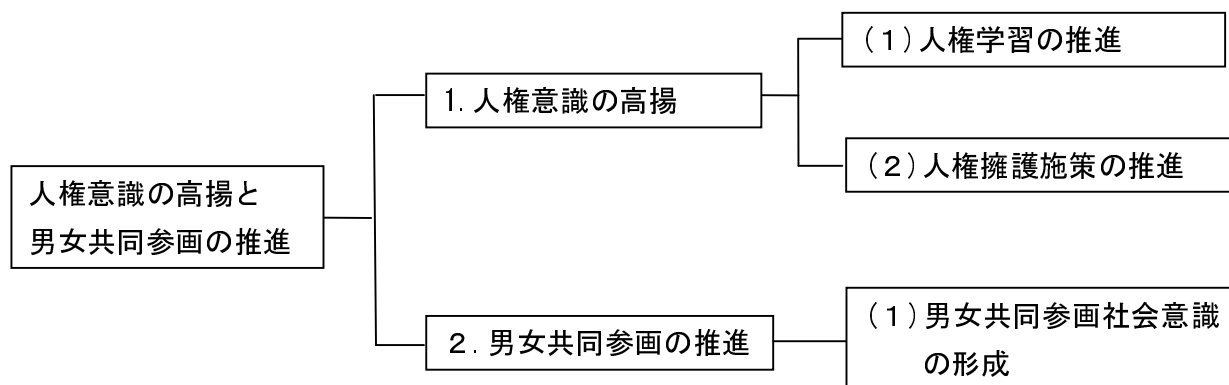 人権意識の高揚と
男女共同参画の推進
1. 人権意識の高揚
(1)人権学習の推進
(2)人権擁護施策の推進
2. 男女共同参画の推進
(1)男女共同参画社会意識
の形成